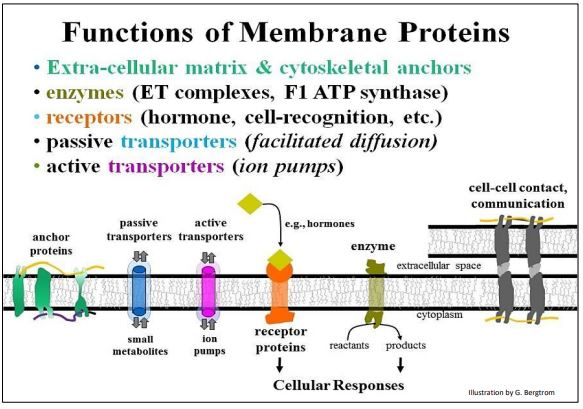 Functions of Membrane Proteins
• Extra-cellular matrix & cytoskeletal anchors
• enzymes (ET complexes, F1 ATP synthase)
• receptors (hormone, cell-recognition, etc.)
• passive transporters (facilitated diffusion)
• active transporters (ion pumps)
cell-cell contact,
communication
e.g., hormones
passive
transporters
active
transporters
anchor
proteins
enzyme
extracellular space
cytoplasm
small
metabolites
ion
pumps
receptor
proteins
reactants
products
Cellular Responses
Illustration by G. Bergtrom